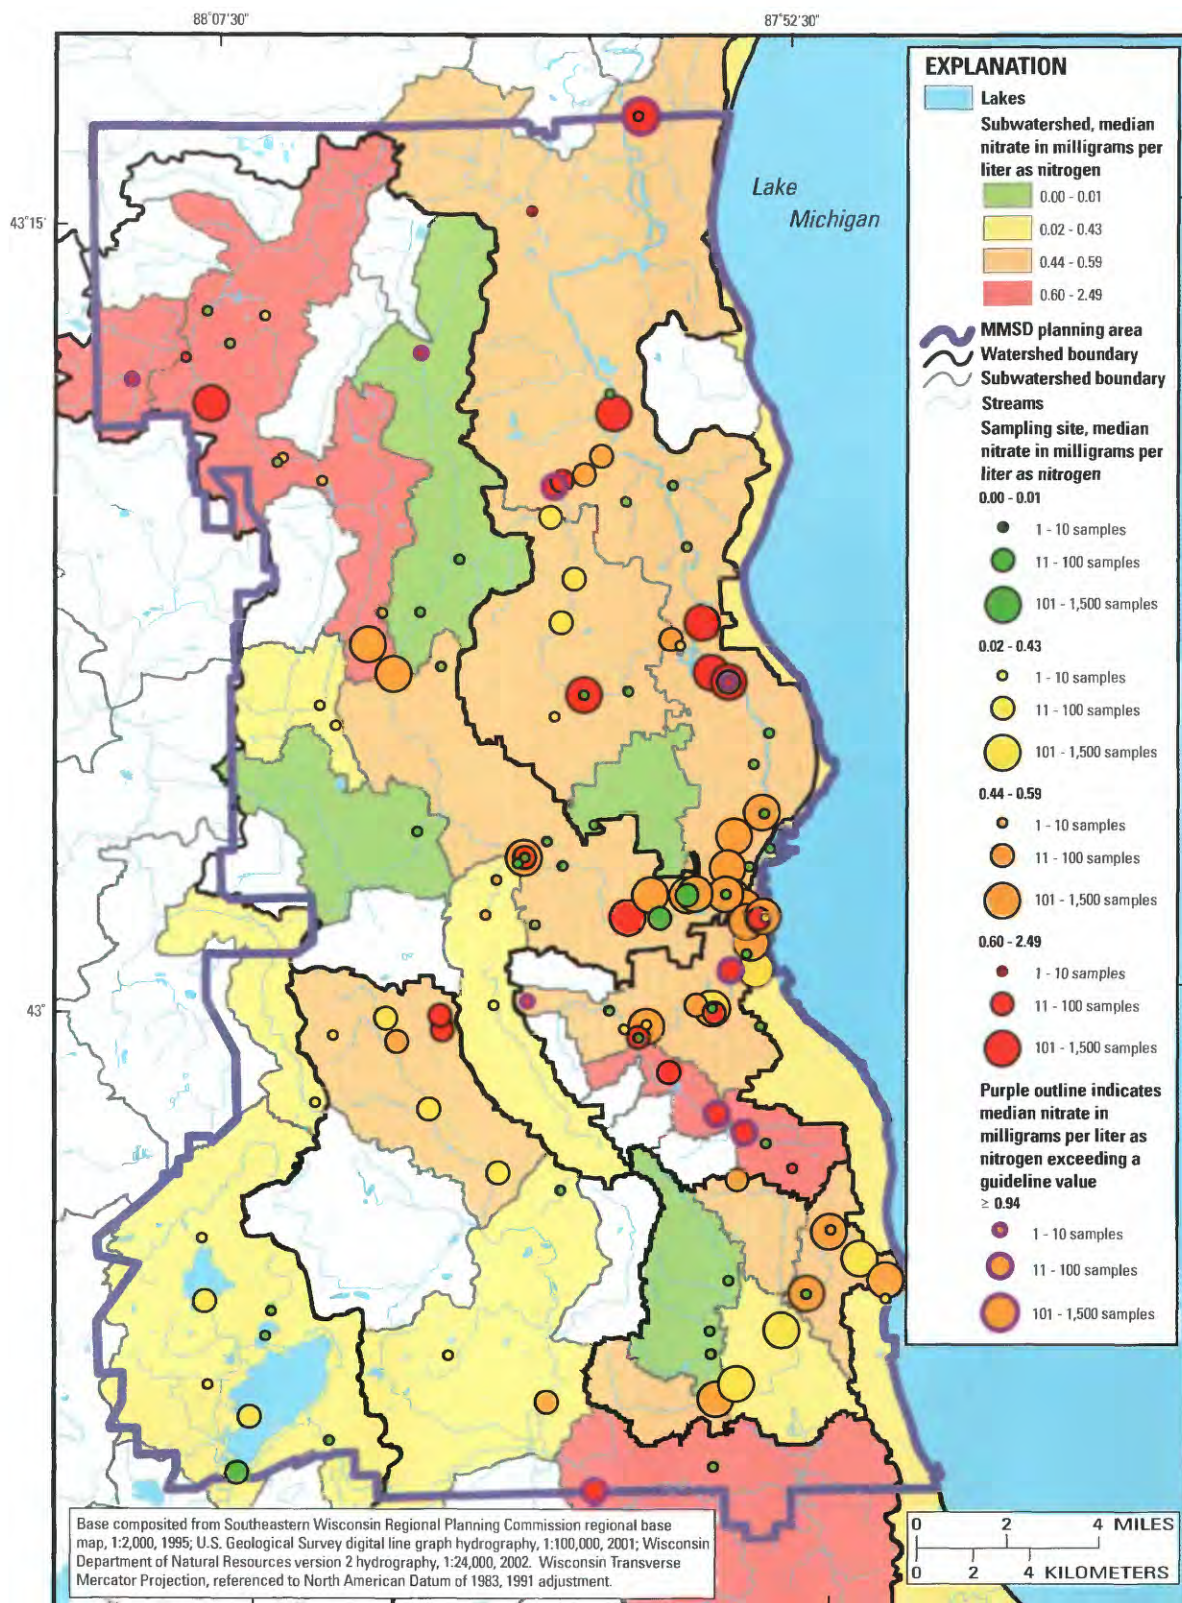 88°07'30"
87°52'30"
43°15'
43°
Lake
Michigan
EXPLANATION
Lakes
Subwatershed, median
nitrate in milligrams per
liter as nitrogen
0.00 - 0.01
0.02 - 0.43
0.44 - 0.59
0.60 - 2.49
MMSD planning area
Watershed boundary
Subwatershed boundary
Streams
Sampling site, median
nitrate in milligrams per
liter as nitrogen
0.00 - 0.01
1 - 10 samples
11 - 100 samples
101 - 1,500 samples
0.02 - 0.43
1 - 10 samples
11 - 100 samples
101 - 1,500 samples
0.44 - 0.59
1 - 10 samples
11 - 100 samples
101 - 1,500 samples
0.60 - 2.49
1 - 10 samples
11 - 100 samples
101 - 1,500 samples
Purple outline indicates
median nitrate in
milligrams per liter as
nitrogen exceeding a
guideline value
≥ 0.94
1 - 10 samples
11 - 100 samples
101 - 1,500 samples
Base composited from Southeastern Wisconsin Regional Planning Commission regional base
map, 1:2,000, 1995; U.S. Geological Survey digital line graph hydrography, 1:100,000, 2001; Wisconsin
Department of Natural Resources version 2 hydrography, 1:24,000, 2002. Wisconsin Transverse
Mercator Projection, referenced to North American Datum of 1983, 1991 adjustment.
0 2 4 MILES
0 2 4 KILOMETERS